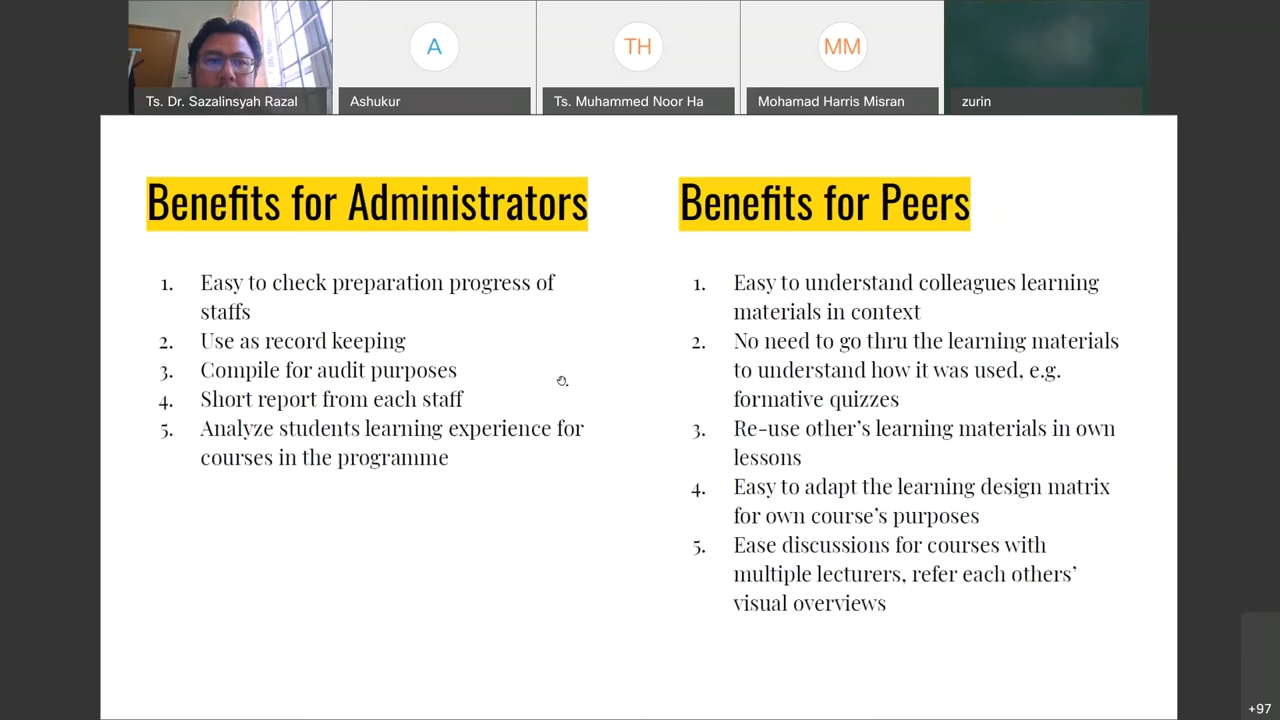 A
TH
MM
Ts. Dr. Sazalinsyah Razal
Ashukur
Ts. Muhammed Noor Ha
Mohamad Harris Misran
zurin
Benefits for Administrators
1. Easy to check preparation progress of
staffs
2. Use as record keeping
3. Compile for audit purposes
4. Short report from each staff
5. Analyze students learning experience for
courses in the programme
Benefits for Peers
1. Easy to understand colleagues learning
materials in context
2. No need to go thru the learning materials
to understand how it was used, e.g.
formative quizzes
3. Re-use other’s learning materials in own
lessons
4. Easy to adapt the learning design matrix
for own course’s purposes
5. Ease discussions for courses with
multiple lecturers, refer each others’
visual overviews
+97